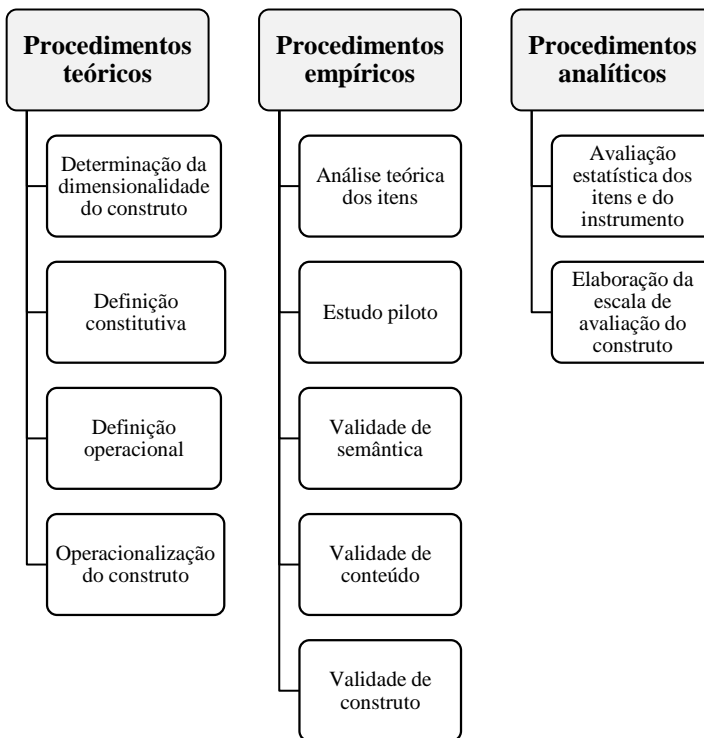 Procedimentos
teóricos
Determinação da
dimensionalidade
do construto
Definição
constitutiva
Definição
operacional
Operacionalização
do construto
Procedimentos
empíricos
Análise teórica
dos itens
Estudo piloto
Validade de
semântica
Validade de
conteúdo
Validade de
construto
Procedimentos
analíticos
Avaliação
estatística dos
itens e do
instrumento
Elaboração da
escala de
avaliação do
construto